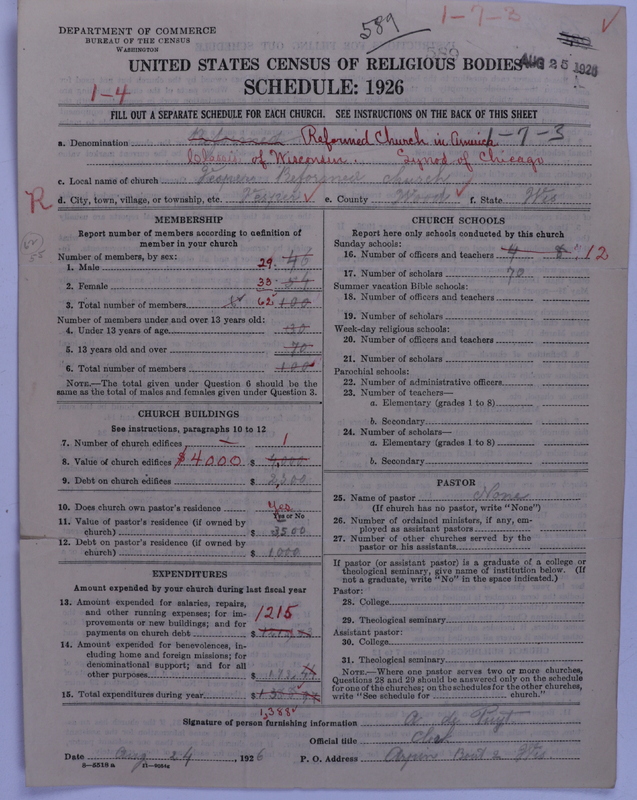 589
1-7-3
DEPARTMENT OF COMMERCE
BUREAU OF THE CENSUS
WASHINGTON
UNITED STATES CENSUS OF RELIGIOUS BODIES
AUG 25 1926
SCHEDULE: 1926
1-4
FILL OUT A SEPARATE SCHEDULE FOR EACH CHURCH. SEE INSTRUCTIONS ON THE BACK OF THIS SHEET
a. Denomination Reformed Church in America 1-7-3
Classis of Wisconsin. Synod of Chicago
c. Local name of church Vesper Reformed church
R
d. City, town, village, or township, etc. Vesper e. County Wood f. State Wis
MEMBERSHIP
Report number of members according to definition of member in your church
Number of members, by sex:
1. Male 29 46
2. Female 33 54
3. Total number of members 62 100
Number of members under and over 13 years old:
4. Under 13 years of age 30
5. 13 years old and over 70
6. Total number of members 100
NOTE.—The total given under Question 6 should be the same as the total of males and females given under Question 3.
CHURCH BUILDINGS
See instructions, paragraphs 10 to 12
7. Number of church edifices 1
8. Value of church edifices $4000 $ 4,000
9. Debt on church edifices $
10. Does church own pastor's residence Yes
Yes or No
11. Value of pastor's residence (if owned by church) $ 3500
12. Debt on pastor's residence (if owned by church) $ 1000
EXPENDITURES
Amount expended by your church during last fiscal year
13. Amount expended for salaries, repairs, and other running expenses; for improvements or new buildings; and for payments on church debt $ 1215
14. Amount expended for benevolences, including home and foreign missions; for denominational support; and for all other purposes $
15. Total expenditures during year $
1,388
CHURCH SCHOOLS
Report here only schools conducted by this church
Sunday schools:
16. Number of officers and teachers 4 8 12
17. Number of scholars 70
Summer vacation Bible schools:
18. Number of officers and teachers
19. Number of scholars
Week-day religious schools:
20. Number of officers and teachers
21. Number of scholars
Parochial schools:
22. Number of administrative officers
23. Number of teachers—
a. Elementary (grades 1 to 8)
b. Secondary
24. Number of scholars—
a. Elementary (grades 1 to 8)
b. Secondary
PASTOR
25. Name of pastor None
(If church has no pastor, write "None")
26. Number of ordained ministers, if any, employed as assistant pastors
27. Number of other churches served by the pastor or his assistants
If pastor (or assistant pastor) is a graduate of a college or theological seminary, give name of institution below. (If not a graduate, write "No" in the space indicated.)
Pastor:
28. College
29. Theological seminary
Assistant pastor:
30. College
31. Theological seminary
NOTE.—Where one pastor serves two or more churches, Questions 28 and 29 should be answered only on the schedule for one of the churches; on the schedules for the other churches, write "See schedule for church."
Signature of person furnishing information A. de
Official title Clerk
Date Aug 24, 1926 P. O. Address Arpin Wis